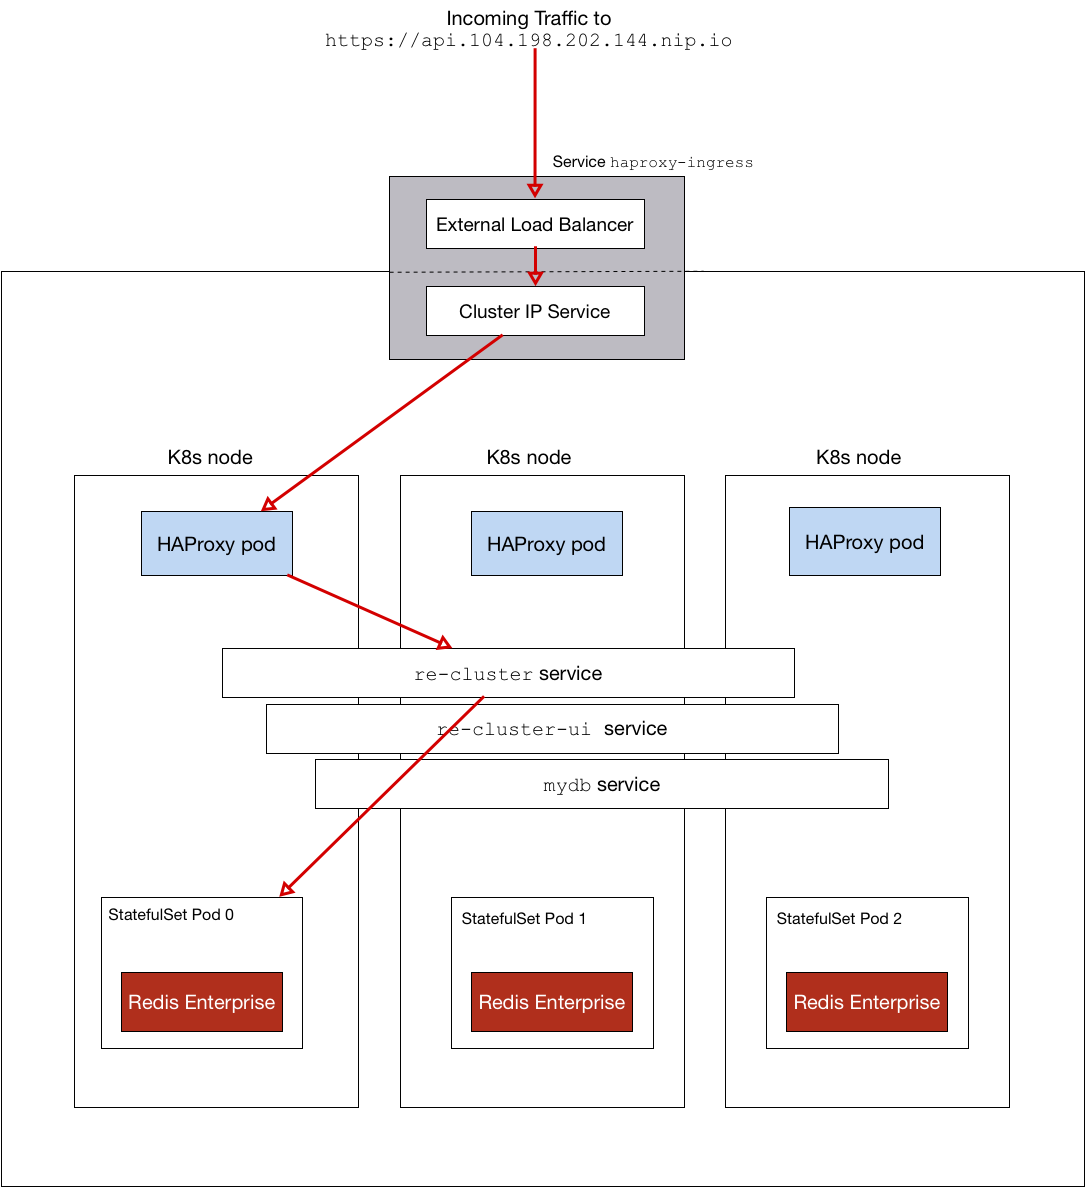 Incoming Traffic to
https://api.104.198.202.144.nip.io
Service haproxy-ingress
External Load Balancer
Cluster IP Service
K8s node
K8s node
K8s node
HAProxy pod
HAProxy pod
HAProxy pod
re-cluster service
re-cluster-ui service
mydb service
StatefulSet Pod 0
StatefulSet Pod 1
StatefulSet Pod 2
Redis Enterprise
Redis Enterprise
Redis Enterprise